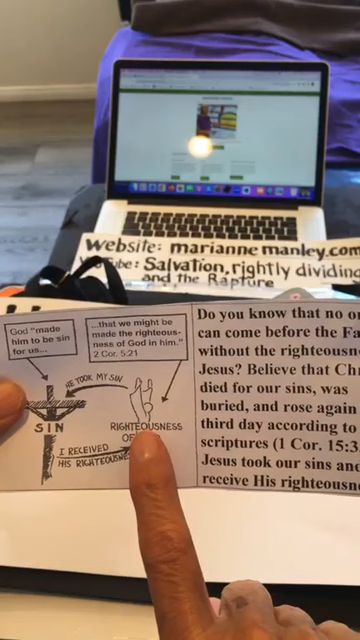 Website: mariannemanley.com
Tube: Salvation, rightly dividing
and the Rapture
God "made
him to be sin
for us...
...that we might be
made the righteous-
ness of God in him."
2 Cor. 5:21
HE TOOK MY SIN
SIN
RIGHTEOUSNESS
I RECEIVED
HIS RIGHTEOUSNE
Do you know that no o
can come before the Fa
without the righteousn
Jesus? Believe that Chr
died for our sins, was
buried, and rose again
third day according to
scriptures (1 Cor. 15:3
Jesus took our sins an
receive His righteousne